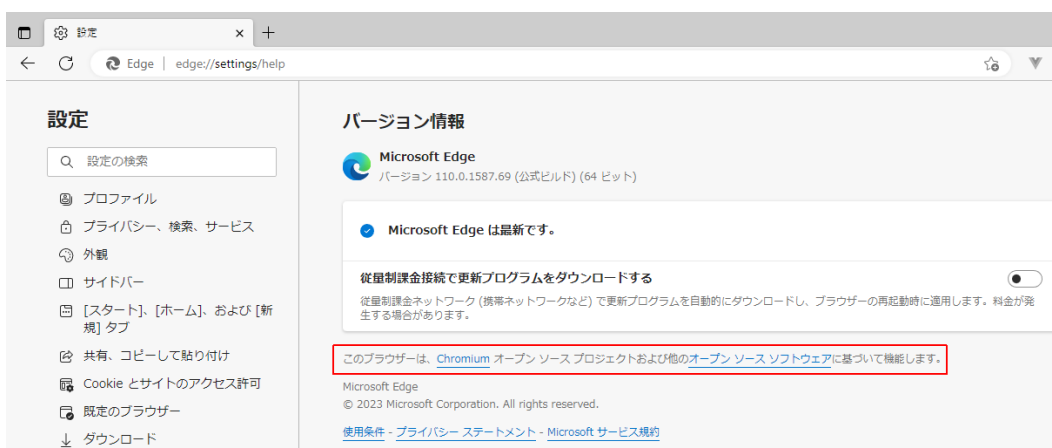 設定
Edge | edge://settings/help
設定
設定の検索
プロファイル
プライバシー、検索、サービス
外観
サイドバー
[スタート]、[ホーム]、および [新
規] タブ
共有、コピーして貼り付け
Cookie とサイトのアクセス許可
既定のブラウザー
ダウンロード
バージョン情報
Microsoft Edge
バージョン 110.0.1587.69 (公式ビルド) (64 ビット)
Microsoft Edge は最新です。
従量制課金接続で更新プログラムをダウンロードする
従量制課金ネットワーク (携帯ネットワークなど) で更新プログラムを自動的にダウンロードし、ブラウザーの再起動時に適用します。料金が発
生する場合があります。
このブラウザーは、Chromium オープン ソース プロジェクトおよび他のオープン ソース ソフトウェアに基づいて機能します。
Microsoft Edge
© 2023 Microsoft Corporation. All rights reserved.
使用条件 - プライバシー ステートメント - Microsoft サービス規約